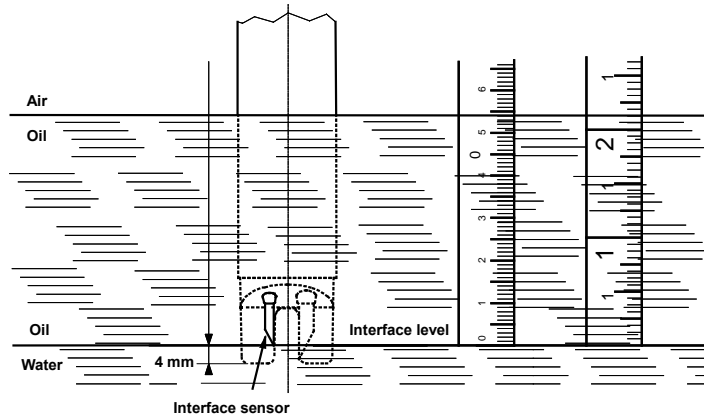 Air
Oil
Oil
Interface level
Water
4 mm
Interface sensor
6
5
0
4
3
2
1
0
1
2
1
1
1